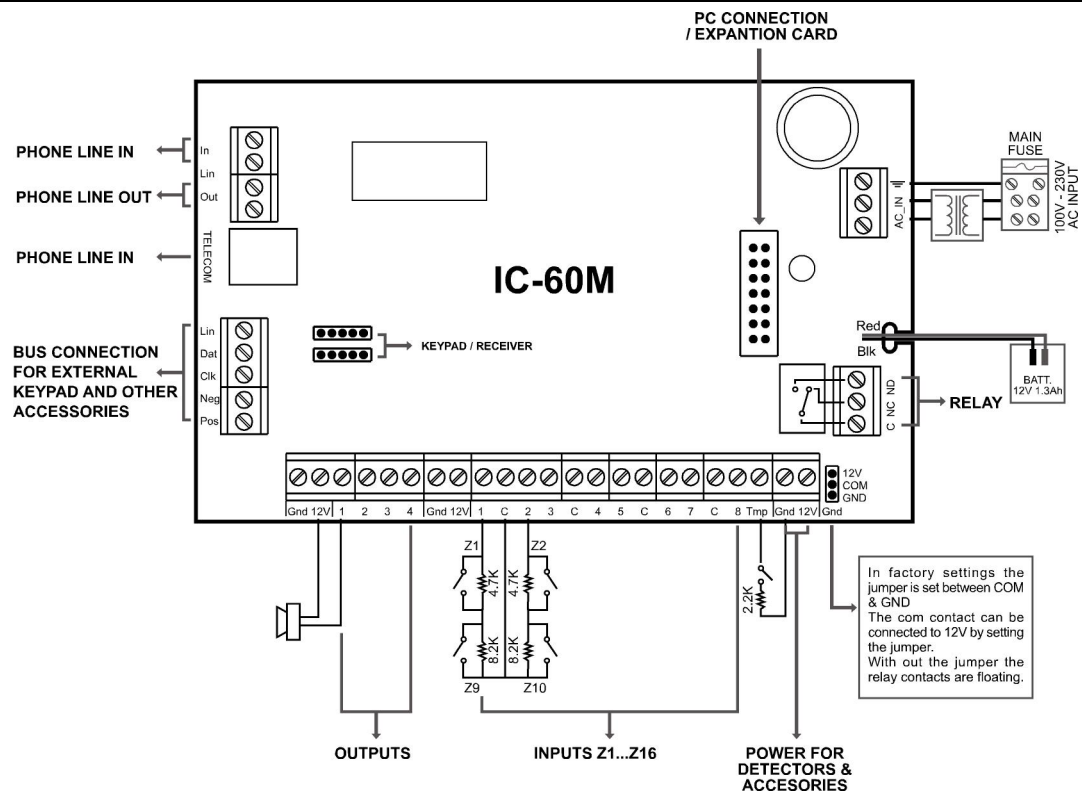 PC CONNECTION
/ EXPANTION CARD
PHONE LINE IN
In
Lin
PHONE LINE OUT
Out
PHONE LINE IN
TELECOM
IC-60M
MAIN
FUSE
AC_IN
100V - 230V
AC INPUT
BUS CONNECTION
FOR EXTERNAL
KEYPAD AND OTHER
ACCESSORIES
Lin
Dat
Clk
Neg
Pos
KEYPAD / RECEIVER
Red
Blk
BATT.
12V 1.3Ah
C NC ND
RELAY
12V
COM
GND
Gnd 12V 1 2 3 4 Gnd 12V 1 C 2 3 C 4 5 C 6 7 C 8 Tmp Gnd 12V Gnd
Z1 Z2
4.7K 4.7K
8.2K 8.2K
Z9 Z10
2.2K
In factory settings the
jumper is set between COM
& GND
The com contact can be
connected to 12V by setting
the jumper.
With out the jumper the
relay contacts are floating.
OUTPUTS
INPUTS Z1...Z16
POWER FOR
DETECTORS &
ACCESORIES